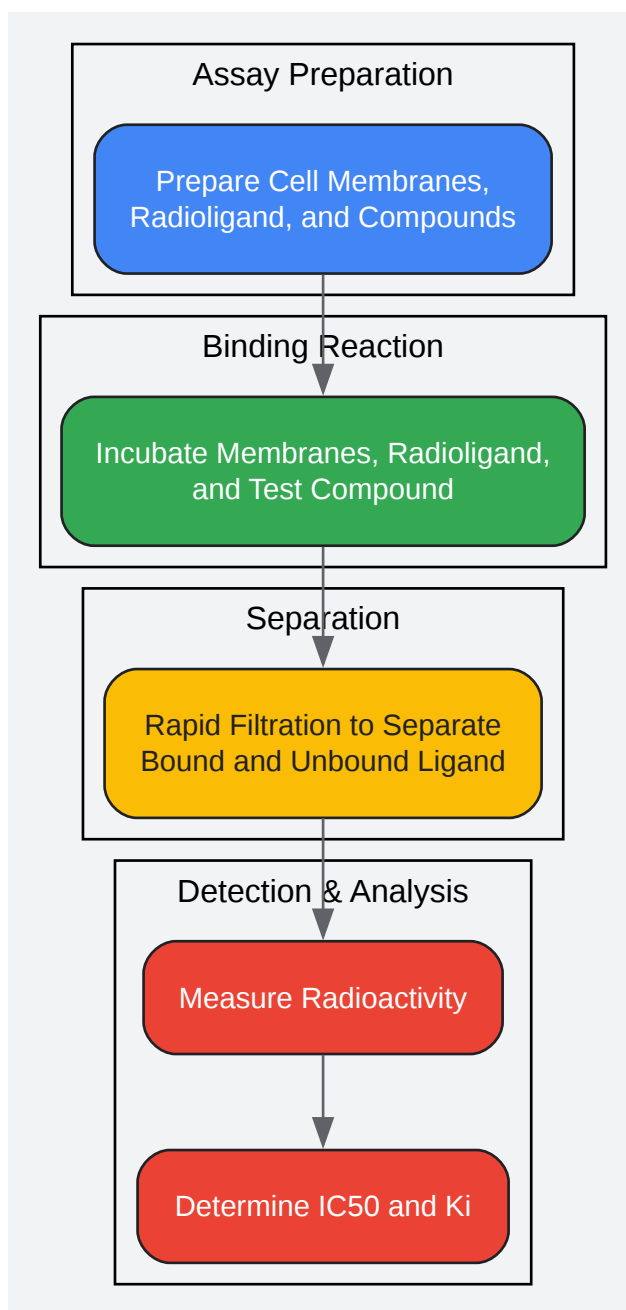 Assay Preparation
Prepare Cell Membranes,
Radioligand, and Compounds
Binding Reaction
Incubate Membranes, Radioligand,
and Test Compound
Separation
Rapid Filtration to Separate
Bound and Unbound Ligand
Detection & Analysis
Measure Radioactivity
Determine IC50 and Ki